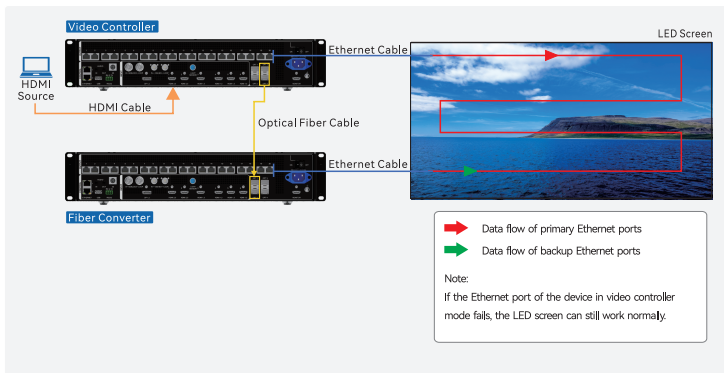 Video Controller
LED Screen
Ethernet Cable
HDMI
Source
HDMI Cable
Optical Fiber Cable
Ethernet Cable
Fiber Converter
Data flow of primary Ethernet ports
Data flow of backup Ethernet ports
Note:
If the Ethernet port of the device in video controller
mode fails, the LED screen can still work normally.